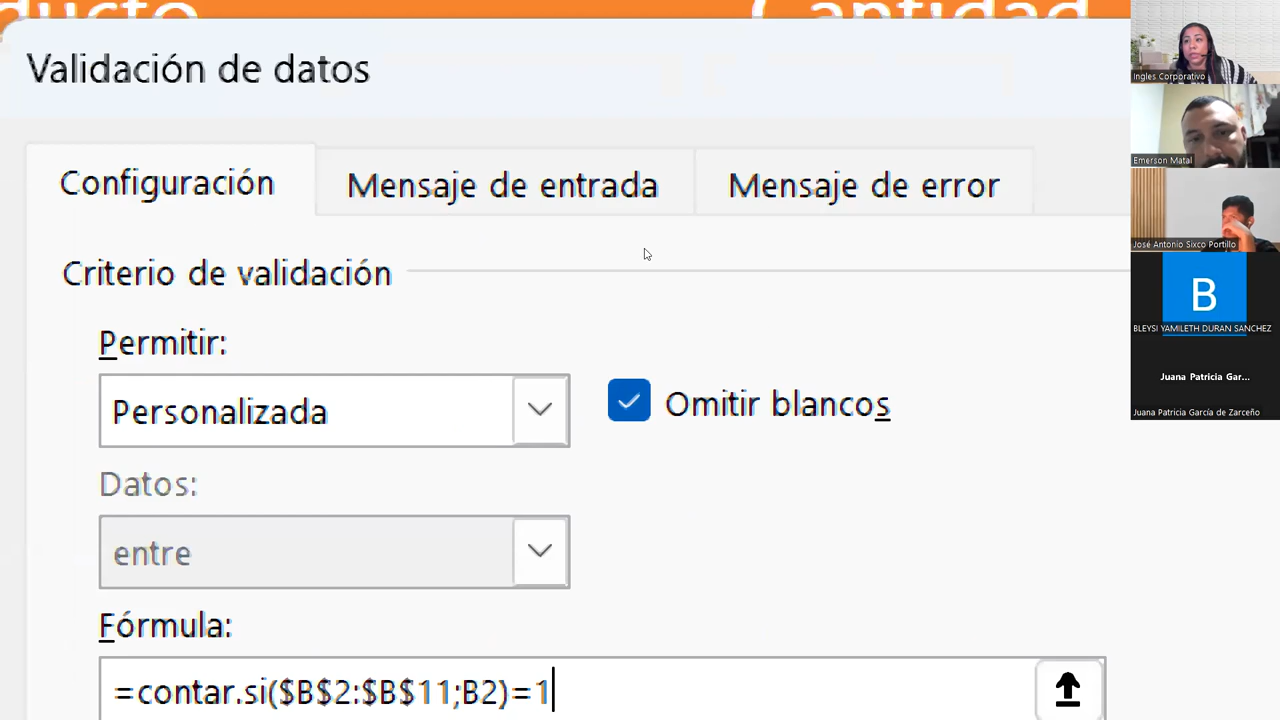 ducto Cantidad
Validación de datos
Configuración Mensaje de entrada Mensaje de error
Criterio de validación
Permitir:
Personalizada
Omitir blancos
Datos:
entre
Fórmula:
=contar.si($B$2:$B$11;B2)=1
Ingles Corporativo
Emerson Matal
José Antonio Sixco Portillo
B
BLEYSI YAMILETH DURAN SANCHEZ
Juana Patricia Gar...
Juana Patricia García de Zarceño